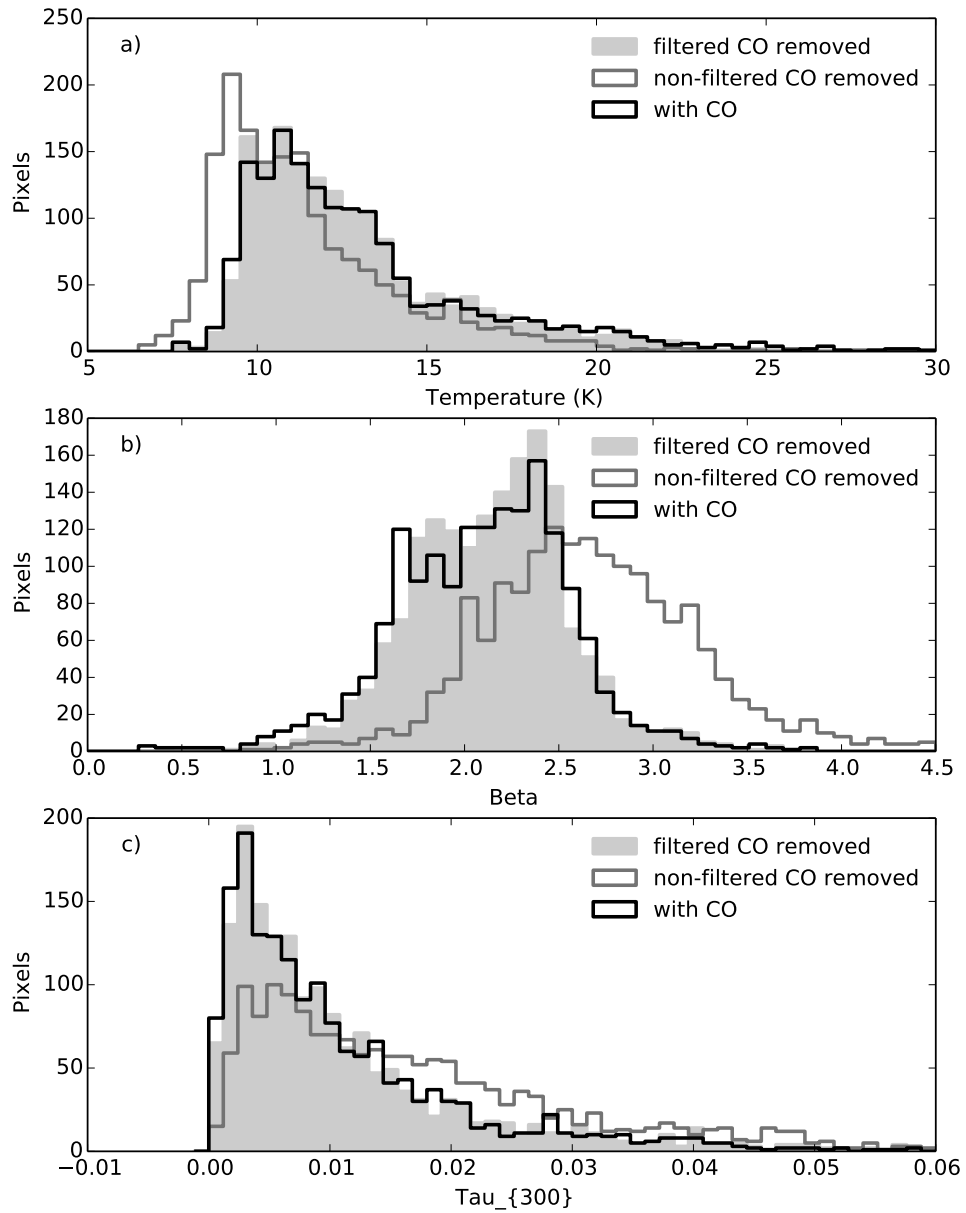 250
200
150
100
50
0
Pixels
a)
filtered CO removed
non-filtered CO removed
with CO
5 10 15 20 25 30
Temperature (K)
180
160
140
120
100
80
60
40
20
0
Pixels
b)
filtered CO removed
non-filtered CO removed
with CO
0.0 0.5 1.0 1.5 2.0 2.5 3.0 3.5 4.0 4.5
Beta
200
150
100
50
0
Pixels
c)
filtered CO removed
non-filtered CO removed
with CO
−0.01 0.00 0.01 0.02 0.03 0.04 0.05 0.06
Tau_{300}